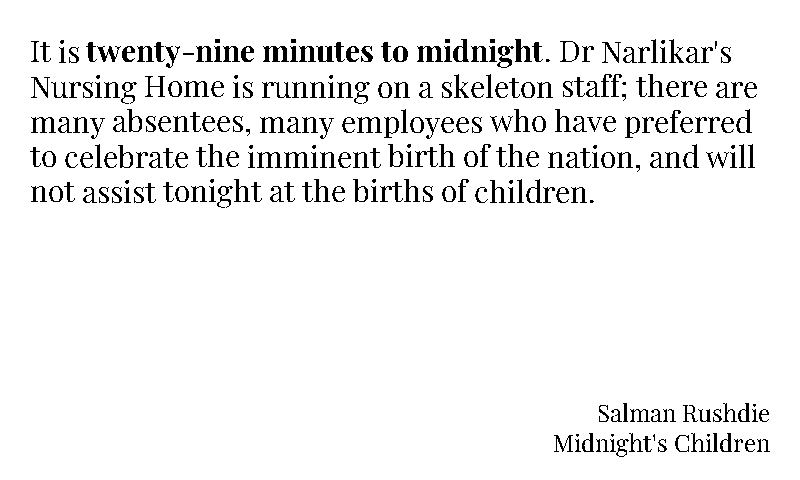 It is twenty-nine minutes to midnight. Dr Narlikar's
Nursing Home is running on a skeleton staff; there are
many absentees, many employees who have preferred
to celebrate the imminent birth of the nation, and will
not assist tonight at the births of children.
Salman Rushdie
Midnight's Children